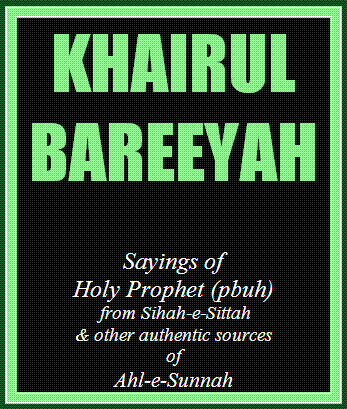 KHAIRUL
BAREEYAH
Sayings of
Holy Prophet (pbuh)
from Sihah-e-Sittah
& other authentic sources
of
Ahl-e-Sunnah